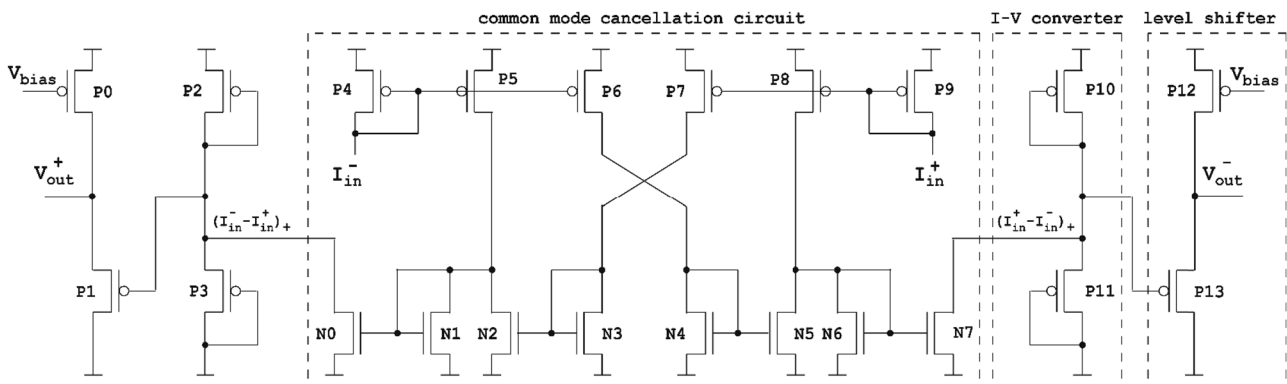 common mode cancellation circuit
I-V converter
level shifter
V_bias
P0
P2
P4
P5
P6
P7
P8
P9
P10
P12
V_bias
I_in^-
I_in^+
V_out^+
V_out^-
(I_in^- - I_in^+)_+
(I_in^+ - I_in^-)_+
P1
P3
P11
P13
N0
N1
N2
N3
N4
N5
N6
N7